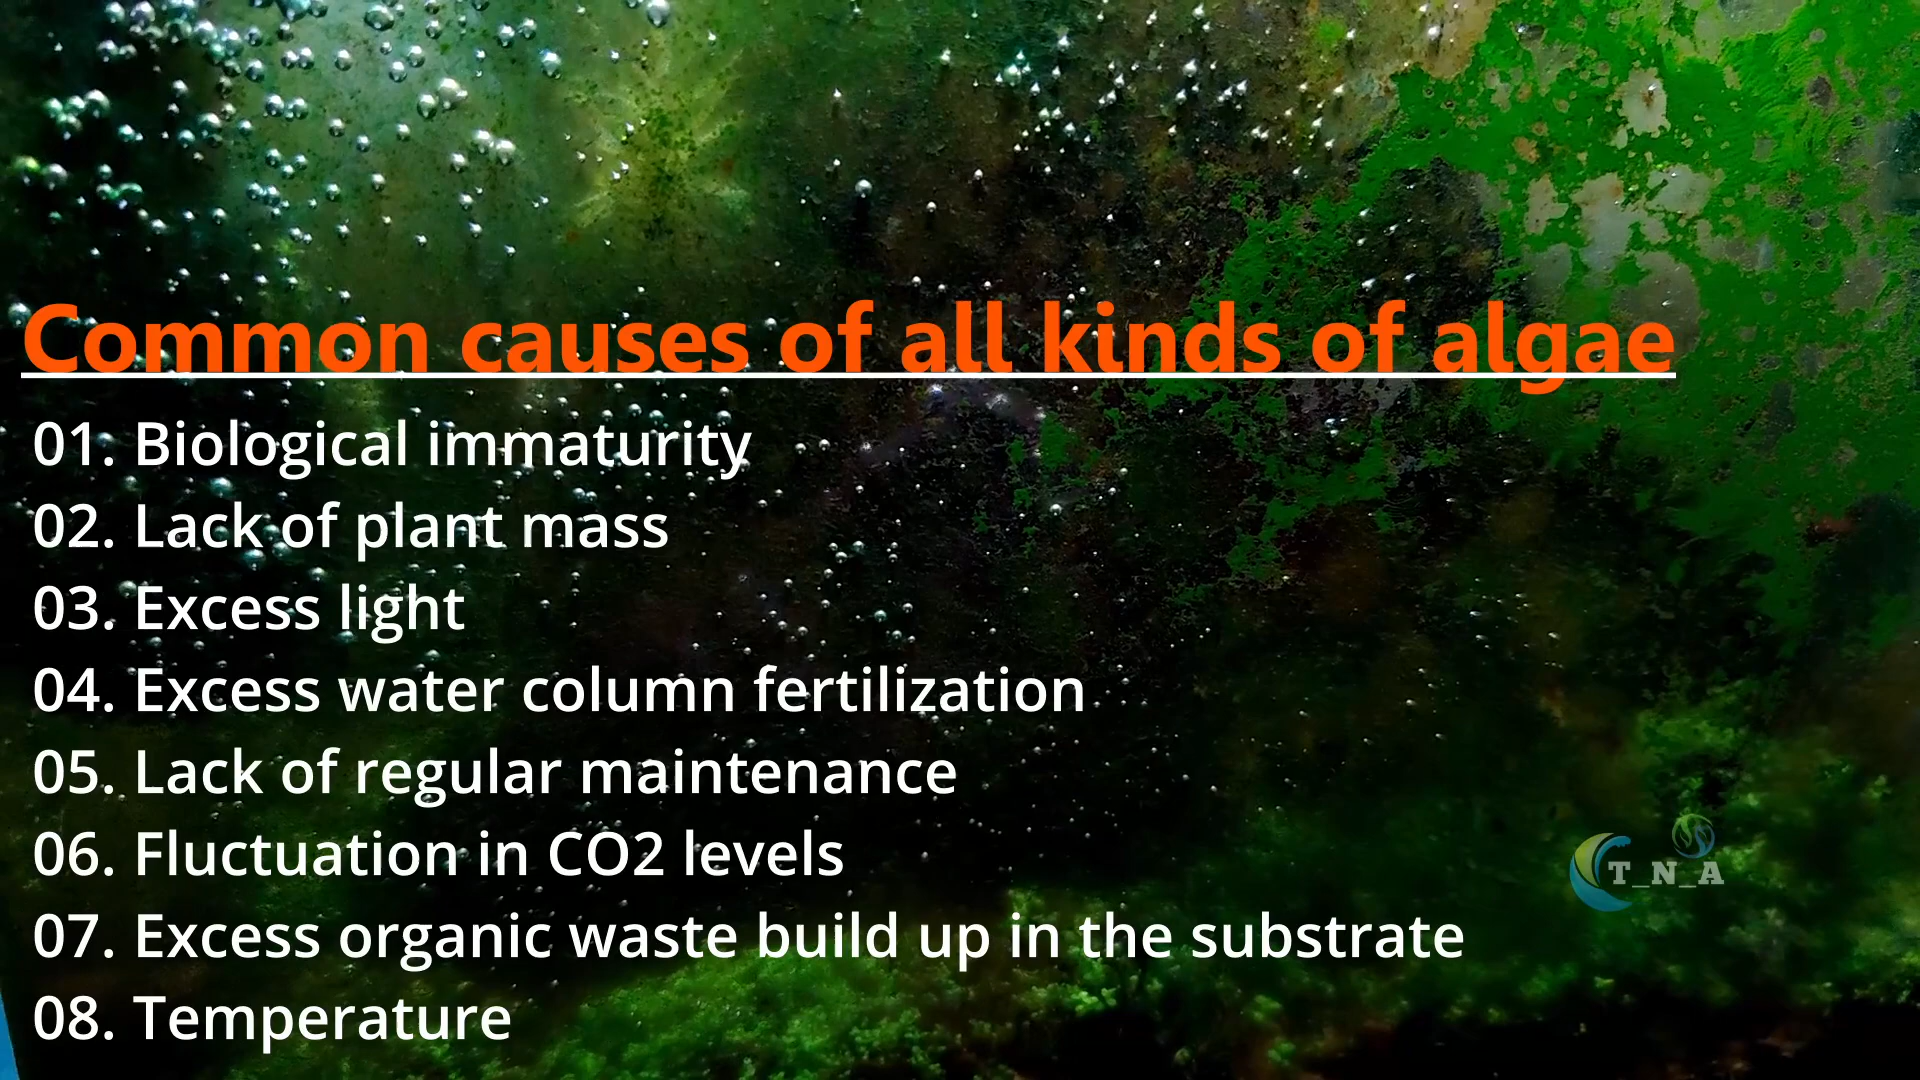 Common causes of all kinds of algae
01. Biological immaturity
02. Lack of plant mass
03. Excess light
04. Excess water column fertilization
05. Lack of regular maintenance
06. Fluctuation in CO2 levels
07. Excess organic waste build up in the substrate
08. Temperature
T_N_A